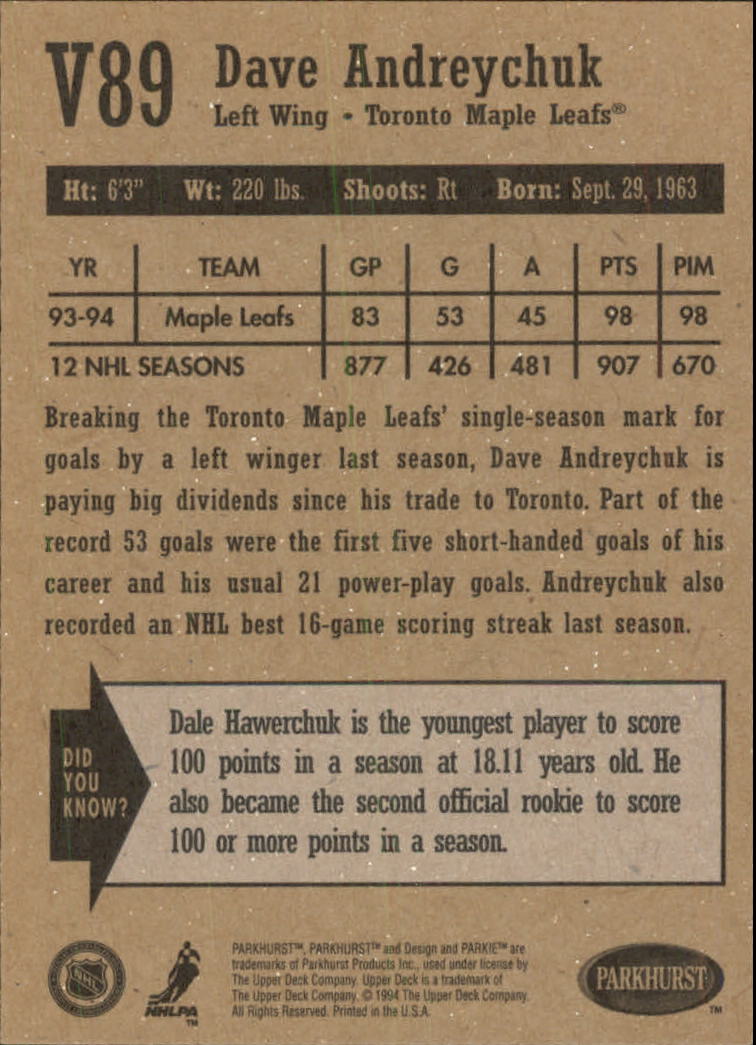 V89 Dave Andreychuk
Left Wing • Toronto Maple Leafs®
Ht: 6'3" Wt: 220 lbs. Shoots: Rt Born: Sept. 29, 1963
YR TEAM GP G A PTS PIM
93-94 Maple Leafs 83 53 45 98 98
12 NHL SEASONS 877 426 481 907 670
Breaking the Toronto Maple Leafs' single-season mark for
goals by a left winger last season, Dave Andreychuk is
paying big dividends since his trade to Toronto. Part of the
record 53 goals were the first five short-handed goals of his
career and his usual 21 power-play goals. Andreychuk also
recorded an NHL best 16-game scoring streak last season.
DID
YOU
KNOW?
Dale Hawerchuk is the youngest player to score
100 points in a season at 18.11 years old. He
also became the second official rookie to score
100 or more points in a season.
NHL
NHLPA
TM
PARKHURST™, PARKHURST™ and Design and PARKIE™ are
trademarks of Parkhurst Products Inc., used under license by
The Upper Deck Company. Upper Deck is a trademark of
The Upper Deck Company. © 1994 The Upper Deck Company.
All Rights Reserved. Printed in the U.S.A.
PARKHURST
TM